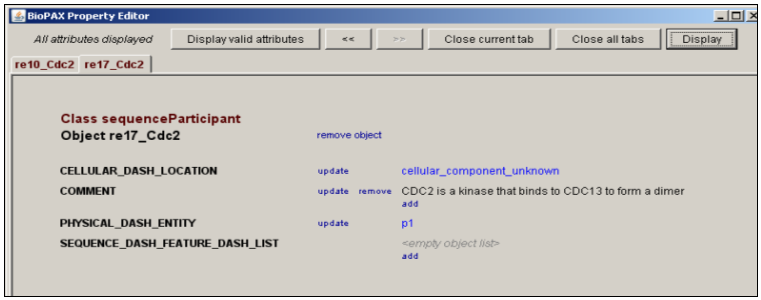 BioPAX Property Editor
All attributes displayed Display valid attributes << >> Close current tab Close all tabs Display
re10_Cdc2 re17_Cdc2
Class sequenceParticipant
Object re17_Cdc2 remove object
CELLULAR_DASH_LOCATION update cellular_component_unknown
COMMENT update remove CDC2 is a kinase that binds to CDC13 to form a dimer
add
PHYSICAL_DASH_ENTITY update p1
SEQUENCE_DASH_FEATURE_DASH_LIST <empty object list>
add